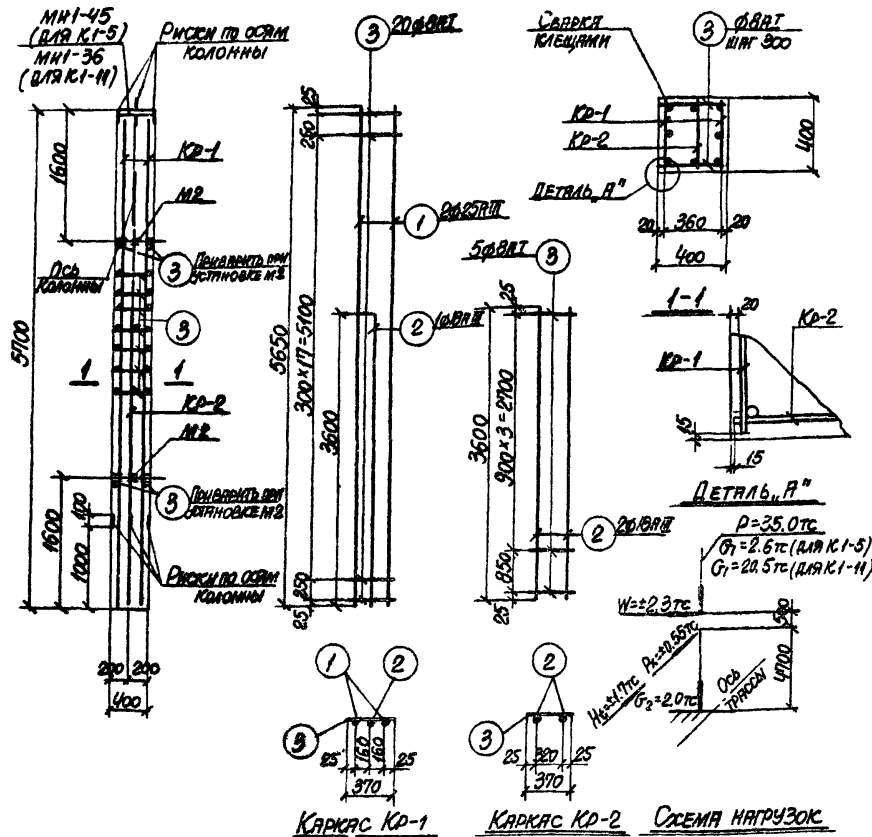 МН1-45
(ДЛЯ К1-5)
МН1-36
(ДЛЯ К1-11)
РИСКИ ПО ОСЯМ
КОЛОННЫ
КР-1
М2
1600
5700
ОСЬ
КОЛОННЫ
3
ПРИВАРИТЬ ПРИ
УСТАНОВКЕ М2
3
1 1
КР-2
М2
3
ПРИВАРИТЬ ПРИ
УСТАНОВКЕ М2
1600
100
1000
РИСКИ ПО ОСЯМ
КОЛОННЫ
200 200
400
3 20Ф8АI
25
250
1 2Ф25АIII
2 1Ф18АIII
5650
300×17=5100
3600
250
25
5Ф8АI
3
25
3600
900×3=2700
2 2Ф18АIII
850
25
СВАРКА
КЛЕЩАМИ
3 Ф8АI
ШАГ 300
КР-1
КР-2
ДЕТАЛЬ „А"
400
20 360 20
400
1-1
20
КР-2
КР-1
15
15
ДЕТАЛЬ „А"
P=35.0тс
G1=2.6тс (ДЛЯ К1-5)
G1=20.5тс (ДЛЯ К1-11)
W=±2.3тс
500
4700
Pк=±0.55тс
G2=2.0тс
ОСЬ
ТРАССЫ
1 2
3
25 160 160 25
370
КАРКАС КР-1
2
3
25 320 25
370
КАРКАС КР-2
СХЕМА НАГРУЗОК